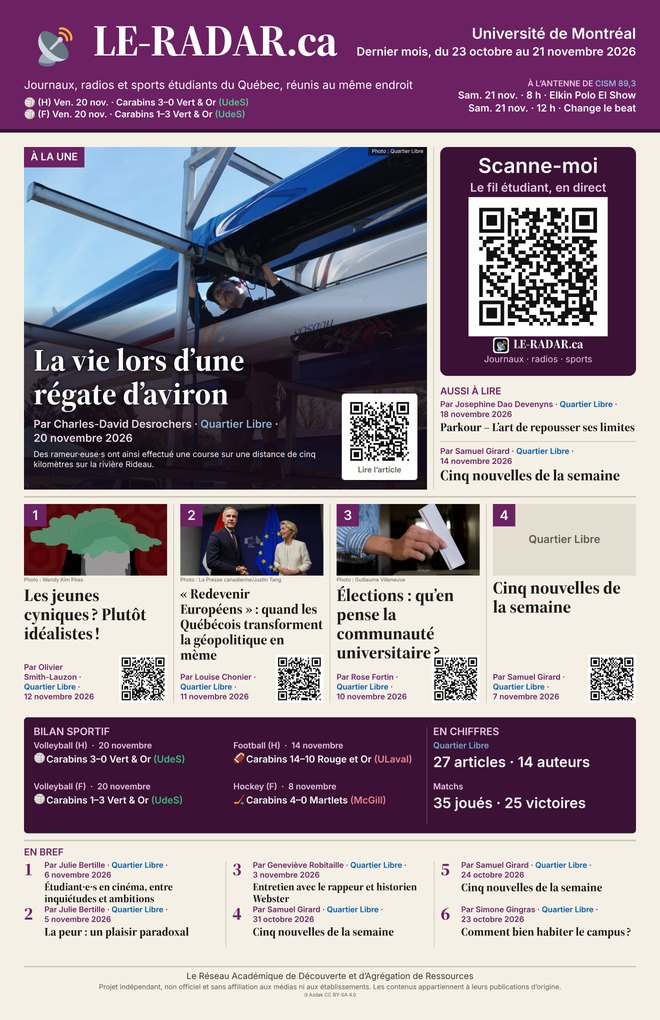 LE-RADAR.ca
Université de Montréal
Dernier mois, du 23 octobre au 21 novembre 2026
Journaux, radios et sports étudiants du Québec, réunis au même endroit
(H) Ven. 20 nov. · Carabins 3–0 Vert & Or (UdeS)
(F) Ven. 20 nov. · Carabins 1–3 Vert & Or (UdeS)
À L'ANTENNE DE CISM 89,3
Sam. 21 nov. · 8 h · Elkin Polo El Show
Sam. 21 nov. · 12 h · Change le beat
À LA UNE
Photo : Quartier Libre
HUDSON
La vie lors d'une
régate d'aviron
Par Charles-David Desrochers · Quartier Libre ·
20 novembre 2026
Des rameur·euse·s ont ainsi effectué une course sur une distance de cinq
kilomètres sur la rivière Rideau.
Lire l'article
Scanne-moi
Le fil étudiant, en direct
LE-RADAR.ca
Journaux · radios · sports
AUSSI À LIRE
Par Josephine Dao Devenyns · Quartier Libre ·
18 novembre 2026
Parkour – L'art de repousser ses limites
Par Samuel Girard · Quartier Libre ·
14 novembre 2026
Cinq nouvelles de la semaine
1
Photo : Wendy Kim Pires
Les jeunes
cyniques ? Plutôt
idéalistes !
Par Olivier
Smith-Lauzon ·
Quartier Libre ·
12 novembre 2026
2
Photo : La Presse canadienne/Justin Tang
« Redevenir
Européens » : quand les
Québécois transforment
la géopolitique en
mème
Par Louise Chonier ·
Quartier Libre ·
11 novembre 2026
3
Photo : Guillaume Villeneuve
Élections : qu'en
pense la
communauté
universitaire ?
Par Rose Fortin ·
Quartier Libre ·
10 novembre 2026
4
Quartier Libre
Cinq nouvelles de
la semaine
Par Samuel Girard ·
Quartier Libre ·
7 novembre 2026
BILAN SPORTIF
Volleyball (H) · 20 novembre
Carabins 3–0 Vert & Or (UdeS)
Volleyball (F) · 20 novembre
Carabins 1–3 Vert & Or (UdeS)
Football (H) · 14 novembre
Carabins 14–10 Rouge et Or (ULaval)
Hockey (F) · 8 novembre
Carabins 4–0 Martlets (McGill)
EN CHIFFRES
Quartier Libre
27 articles · 14 auteurs
Matchs
35 joués · 25 victoires
EN BREF
1
Par Julie Bertille · Quartier Libre ·
6 novembre 2026
Étudiant·e·s en cinéma, entre
inquiétudes et ambitions
2
Par Julie Bertille · Quartier Libre ·
5 novembre 2026
La peur : un plaisir paradoxal
3
Par Geneviève Robitaille · Quartier Libre ·
3 novembre 2026
Entretien avec le rappeur et historien
Webster
4
Par Samuel Girard · Quartier Libre ·
31 octobre 2026
Cinq nouvelles de la semaine
5
Par Samuel Girard · Quartier Libre ·
24 octobre 2026
Cinq nouvelles de la semaine
6
Par Simone Gingras · Quartier Libre ·
23 octobre 2026
Comment bien habiter le campus ?
Le Réseau Académique de Découverte et d'Agrégation de Ressources
Projet indépendant, non officiel et sans affiliation aux médias ni aux établissements. Les contenus appartiennent à leurs publications d'origine.
© Azdak CC BY-SA 4.0